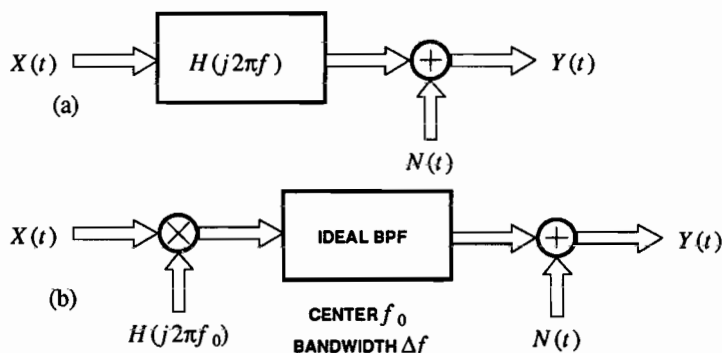 X(t)
H(j2πf)
Y(t)
(a)
N(t)
X(t)
IDEAL BPF
Y(t)
(b)
H(j2πf₀)
CENTER f₀
BANDWIDTH Δf
N(t)